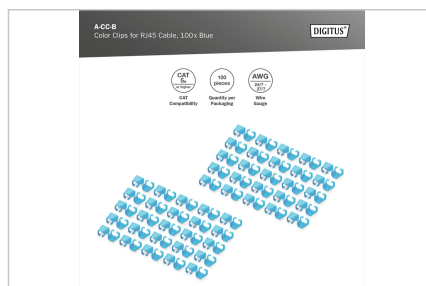 A-CC-B
Color Clips for RJ45 Cable, 100x Blue
DIGITUS®
CAT
5e
or higher
CAT
Compatibility
100
pieces
Quantity per
Packaging
AWG
24/7 -
27/7
Wire
Gauge